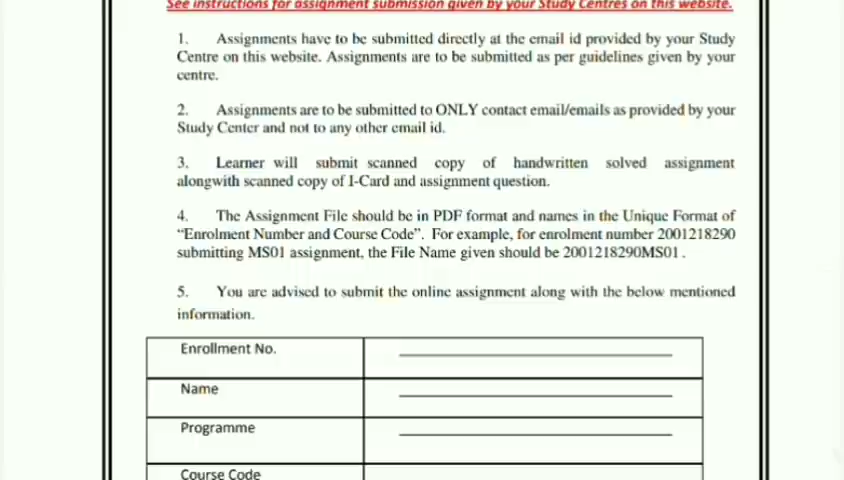 See instructions for assignment submission given by your Study Centres on this website.
1. Assignments have to be submitted directly at the email id provided by your Study
Centre on this website. Assignments are to be submitted as per guidelines given by your
centre.
2. Assignments are to be submitted to ONLY contact email/emails as provided by your
Study Center and not to any other email id.
3. Learner will submit scanned copy of handwritten solved assignment
alongwith scanned copy of I-Card and assignment question.
4. The Assignment File should be in PDF format and names in the Unique Format of
“Enrolment Number and Course Code”. For example, for enrolment number 2001218290
submitting MS01 assignment, the File Name given should be 2001218290MS01 .
5. You are advised to submit the online assignment along with the below mentioned
information.
Enrollment No.
Name
Programme
Course Code